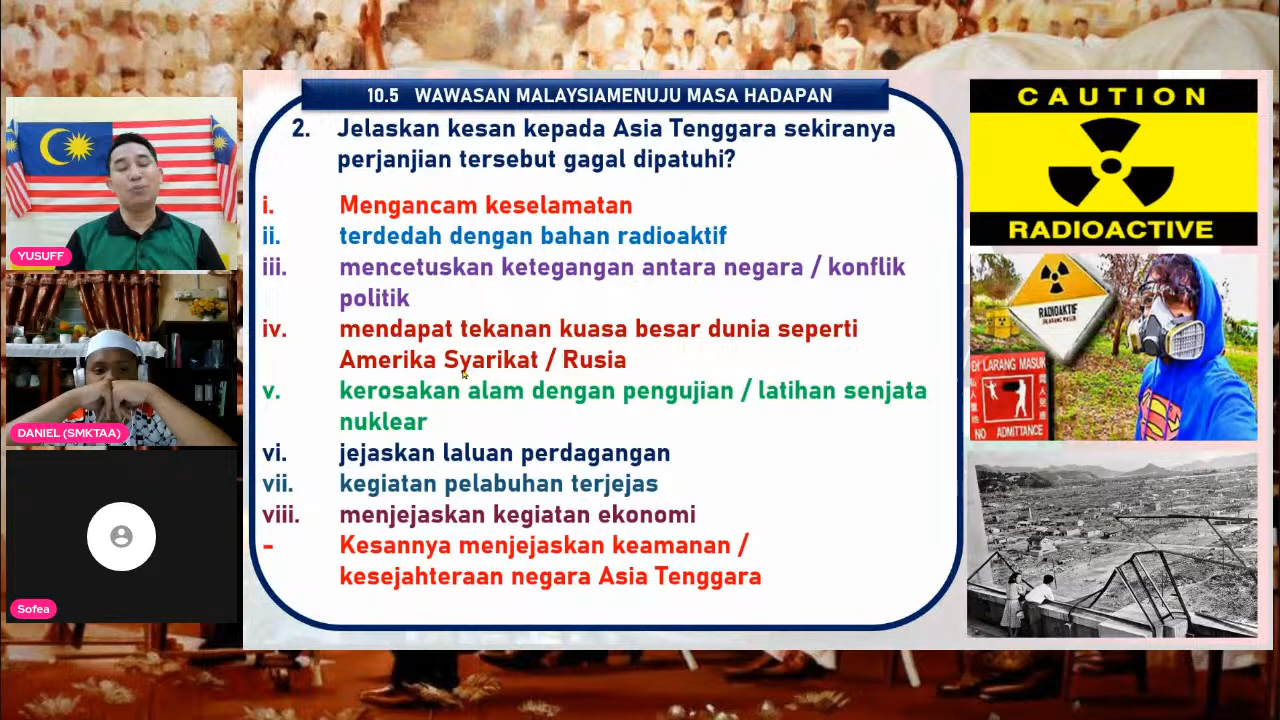 10.5 WAWASAN MALAYSIAMENUJU MASA HADAPAN
2. Jelaskan kesan kepada Asia Tenggara sekiranya
perjanjian tersebut gagal dipatuhi?
i. Mengancam keselamatan
ii. terdedah dengan bahan radioaktif
iii. mencetuskan ketegangan antara negara / konflik
politik
iv. mendapat tekanan kuasa besar dunia seperti
Amerika Syarikat / Rusia
v. kerosakan alam dengan pengujian / latihan senjata
nuklear
vi. jejaskan laluan perdagangan
vii. kegiatan pelabuhan terjejas
viii. menjejaskan kegiatan ekonomi
- Kesannya menjejaskan keamanan /
kesejahteraan negara Asia Tenggara
YUSUFF
DANIEL (SMKTAA)
Sofea
CAUTION
RADIOACTIVE
RADIOAKTIF
LARANG MASUK
NO ADMITTANCE